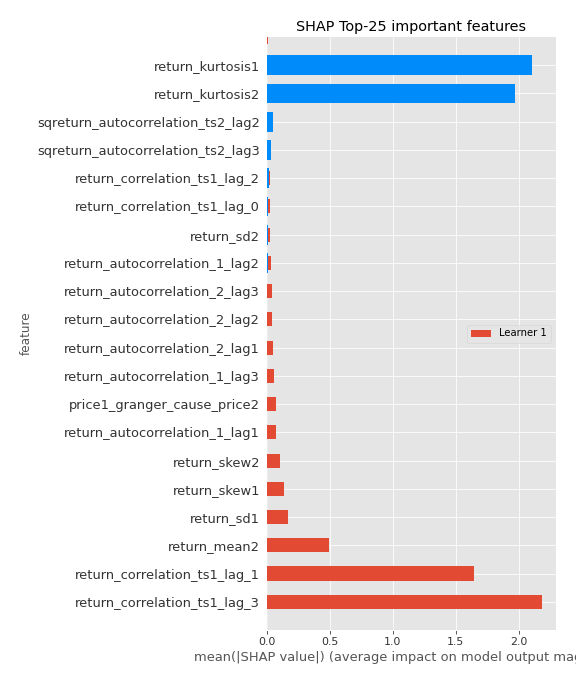 SHAP Top-25 important features
return_kurtosis1
return_kurtosis2
sqreturn_autocorrelation_ts2_lag2
sqreturn_autocorrelation_ts2_lag3
return_correlation_ts1_lag_2
return_correlation_ts1_lag_0
return_sd2
return_autocorrelation_1_lag2
return_autocorrelation_2_lag3
return_autocorrelation_2_lag2
return_autocorrelation_2_lag1
return_autocorrelation_1_lag3
price1_granger_cause_price2
return_autocorrelation_1_lag1
return_skew2
return_skew1
return_sd1
return_mean2
return_correlation_ts1_lag_1
return_correlation_ts1_lag_3
feature
Learner 1
0.0 0.5 1.0 1.5 2.0
mean(|SHAP value|) (average impact on model output mag